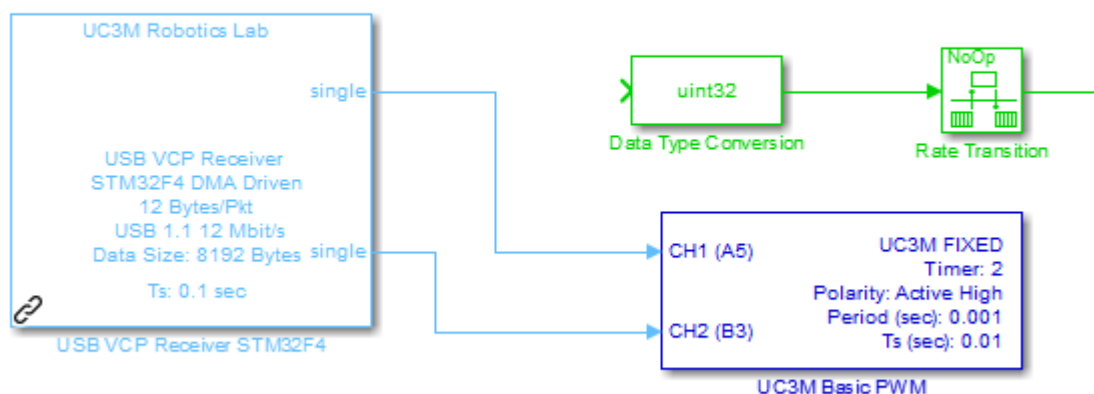 UC3M Robotics Lab
single
USB VCP Receiver
STM32F4 DMA Driven
12 Bytes/Pkt
USB 1.1 12 Mbit/s
Data Size: 8192 Bytes
single
Ts: 0.1 sec
USB VCP Receiver STM32F4
uint32
Data Type Conversion
NoOp
Rate Transition
CH1 (A5)
CH2 (B3)
UC3M FIXED
Timer: 2
Polarity: Active High
Period (sec): 0.001
Ts (sec): 0.01
UC3M Basic PWM